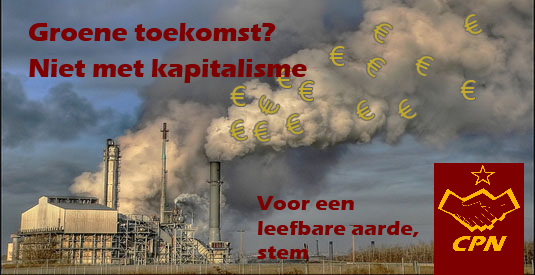 Groene toekomst?
Niet met kapitalisme
€ € € € € € € € € € € € €
Voor een
leefbare aarde,
stem
CPN